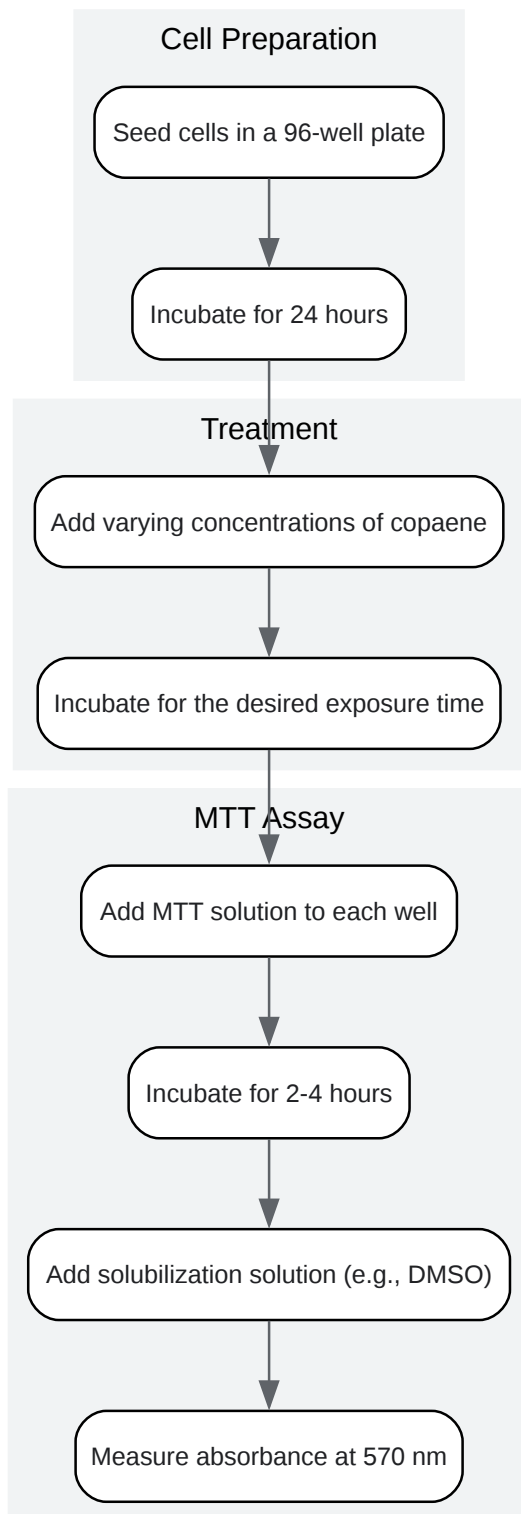 Cell Preparation
Seed cells in a 96-well plate
Incubate for 24 hours
Treatment
Add varying concentrations of copaene
Incubate for the desired exposure time
MTT Assay
Add MTT solution to each well
Incubate for 2-4 hours
Add solubilization solution (e.g., DMSO)
Measure absorbance at 570 nm